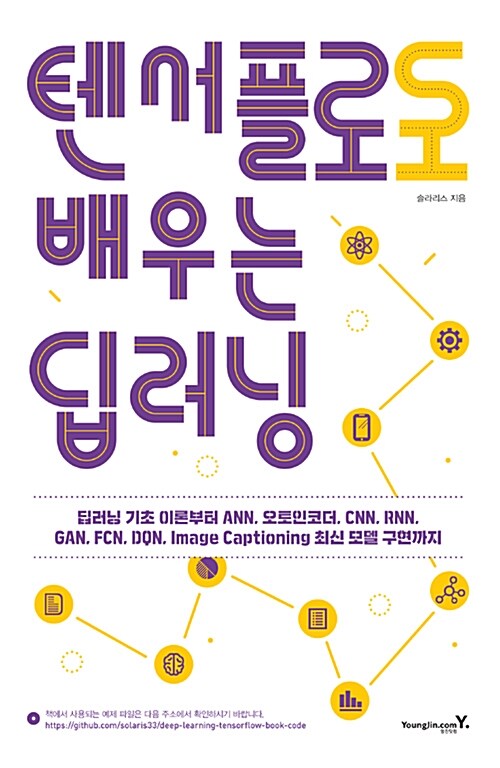 텐서플로로
솔라리스 지음
배우는
딥러닝
딥러닝 기초 이론부터 ANN, 오토인코더, CNN, RNN,
GAN, FCN, DQN, Image Captioning 최신 모델 구현까지
책에서 사용되는 예제 파일은 다음 주소에서 확인하시기 바랍니다.
https://github.com/solaris33/deep-learning-tensorflow-book-code
YoungJin.com Y.
영진닷컴